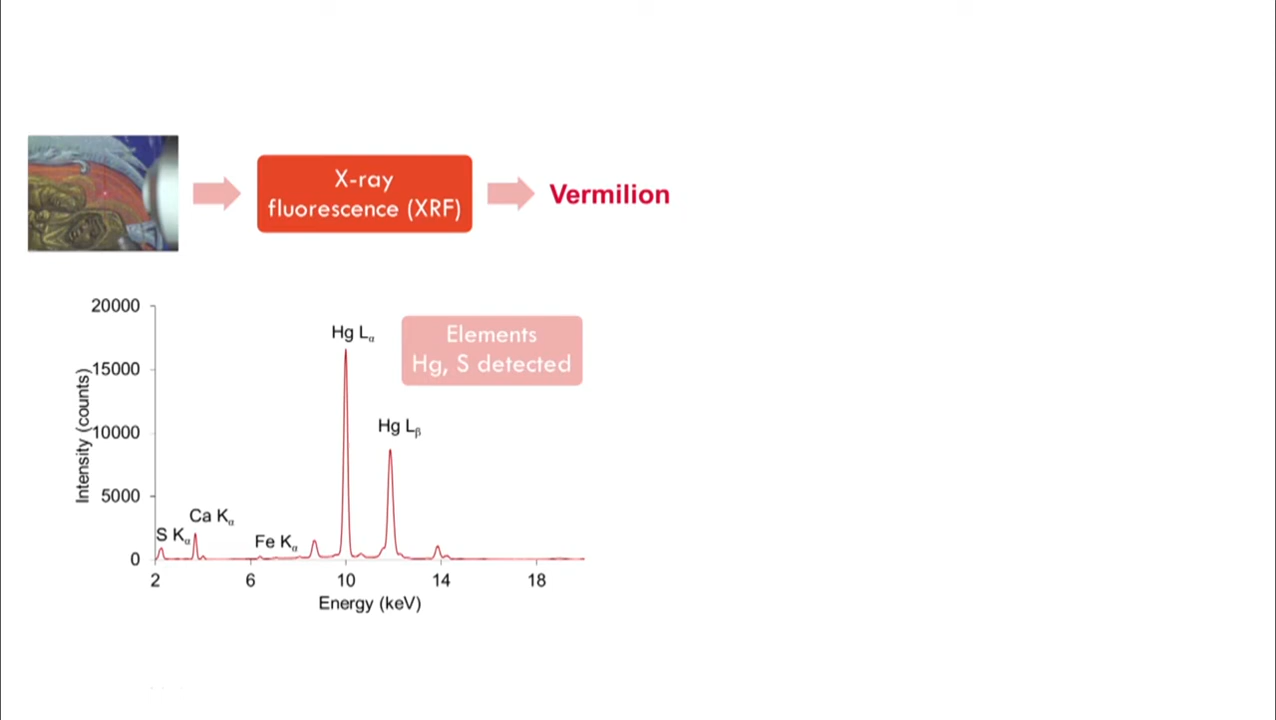 X-ray
fluorescence (XRF)
Vermilion
20000
15000
10000
5000
0
Intensity (counts)
Hg Lα
Elements
Hg, S detected
Hg Lβ
Ca Kα
S Kα
Fe Kα
2 6 10 14 18
Energy (keV)